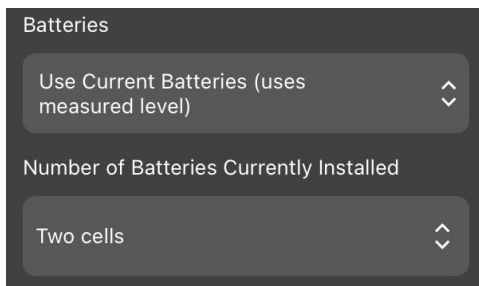 Batteries
Use Current Batteries (uses
measured level)
Number of Batteries Currently Installed
Two cells